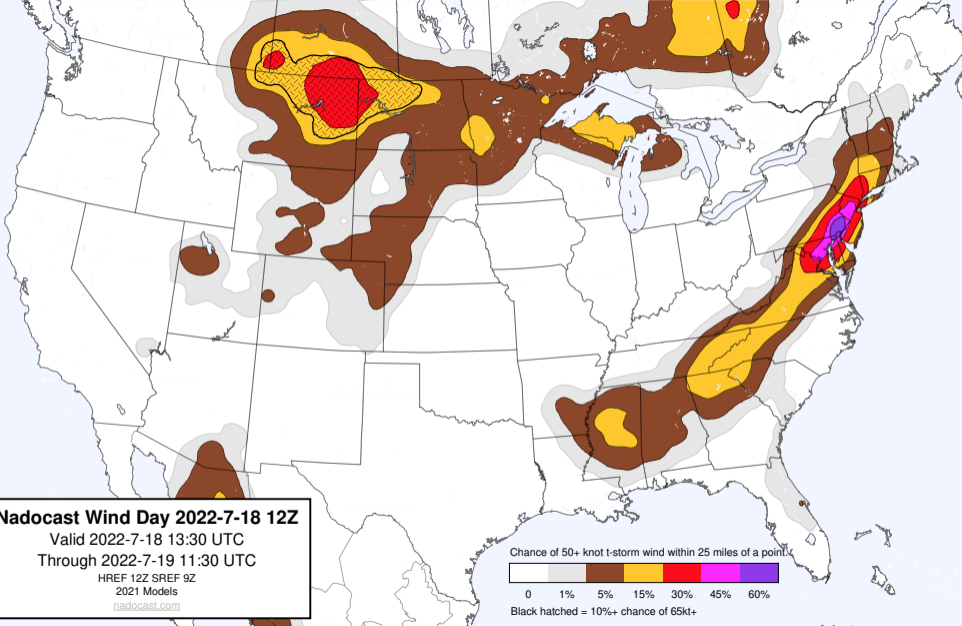 Nadocast Wind Day 2022-7-18 12Z
Valid 2022-7-18 13:30 UTC
Through 2022-7-19 11:30 UTC
HREF 12Z SREF 9Z
2021 Models
nadocast.com
Chance of 50+ knot t-storm wind within 25 miles of a point.
0 1% 5% 15% 30% 45% 60%
Black hatched = 10%+ chance of 65kt+